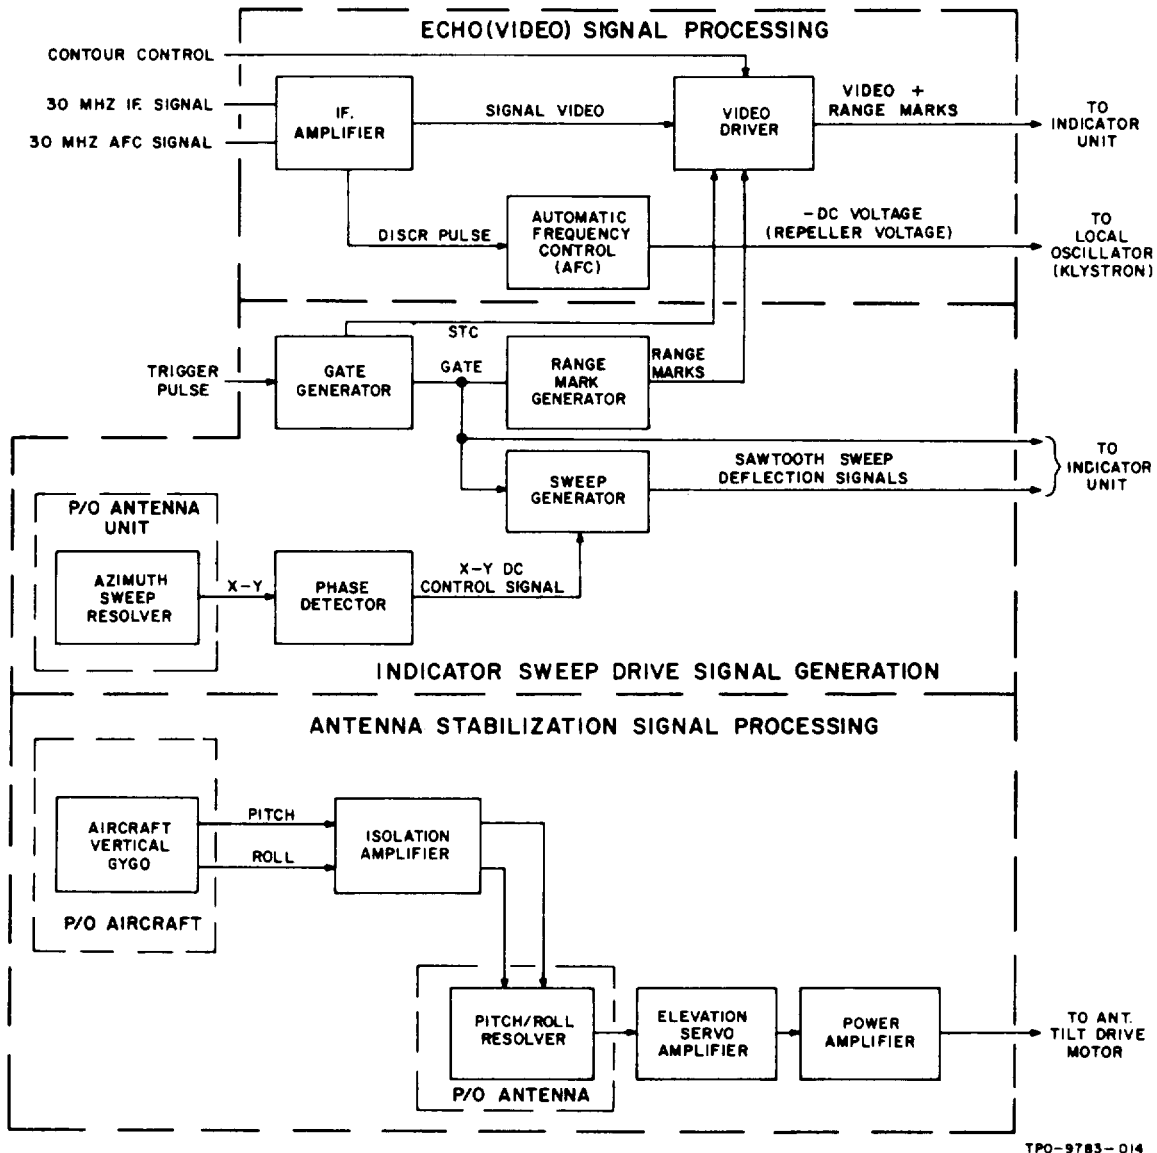 ECHO(VIDEO) SIGNAL PROCESSING
CONTOUR CONTROL
30 MHZ IF. SIGNAL
30 MHZ AFC SIGNAL
IF.
AMPLIFIER
SIGNAL VIDEO
VIDEO
DRIVER
VIDEO +
RANGE MARKS
TO
INDICATOR
UNIT
DISCR PULSE
AUTOMATIC
FREQUENCY
CONTROL
(AFC)
-DC VOLTAGE
(REPELLER VOLTAGE)
TO
LOCAL
OSCILLATOR
(KLYSTRON)
STC
TRIGGER
PULSE
GATE
GENERATOR
GATE
RANGE
MARK
GENERATOR
RANGE
MARKS
SAWTOOTH SWEEP
DEFLECTION SIGNALS
TO
INDICATOR
UNIT
SWEEP
GENERATOR
P/O ANTENNA
UNIT
AZIMUTH
SWEEP
RESOLVER
X-Y
PHASE
DETECTOR
X-Y DC
CONTROL SIGNAL
INDICATOR SWEEP DRIVE SIGNAL GENERATION
ANTENNA STABILIZATION SIGNAL PROCESSING
AIRCRAFT
VERTICAL
GYGO
P/O AIRCRAFT
PITCH
ROLL
ISOLATION
AMPLIFIER
PITCH/ROLL
RESOLVER
P/O ANTENNA
ELEVATION
SERVO
AMPLIFIER
POWER
AMPLIFIER
TO ANT.
TILT DRIVE
MOTOR
TPO-9783-014